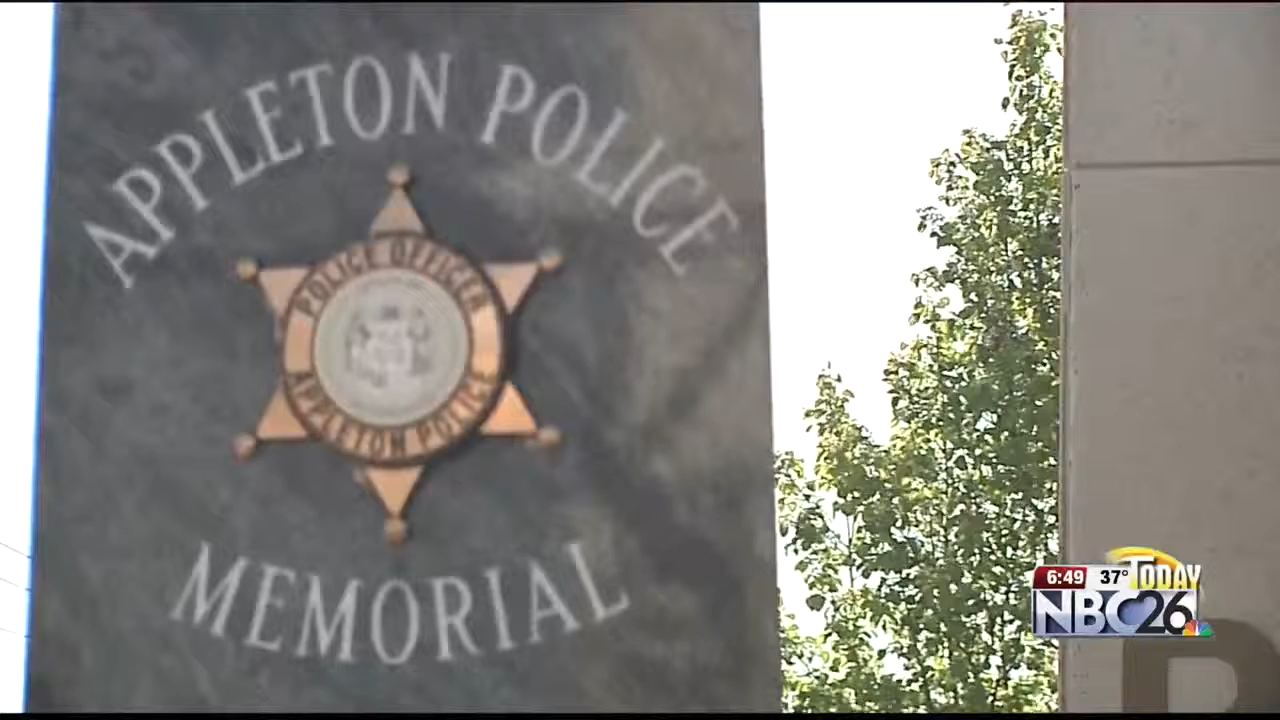 APPLETON POLICE
POLICE OFFICER
APPLETON POLICE
MEMORIAL
6:49 37° TODAY
NBC26